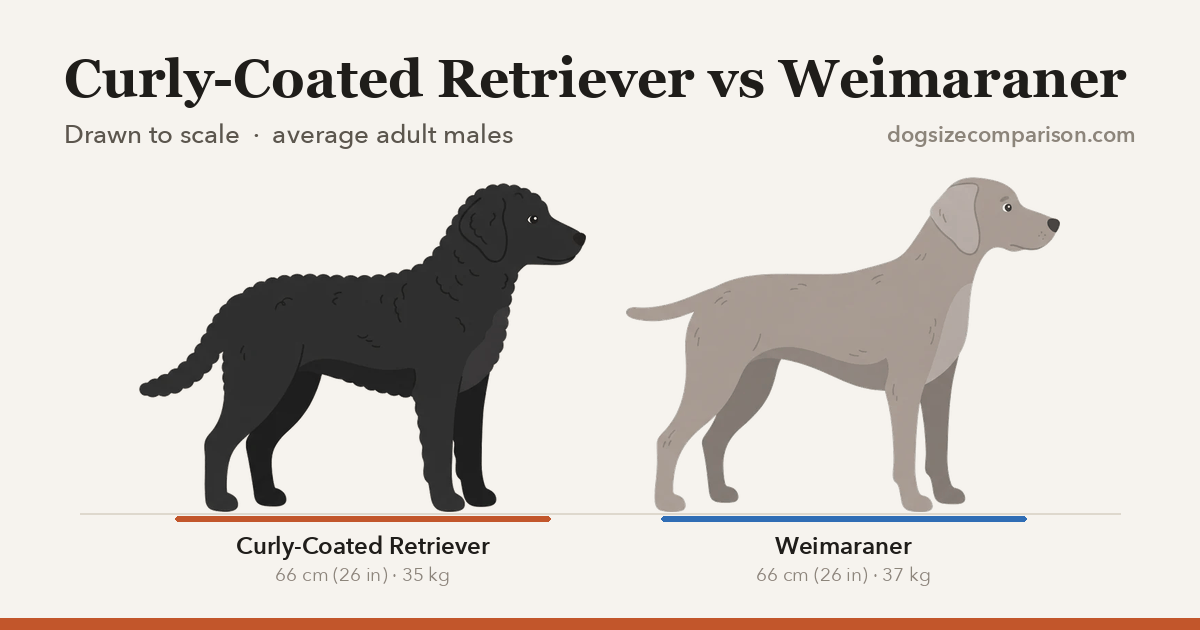 Curly-Coated Retriever vs Weimaraner
Drawn to scale · average adult males
dogsizecomparison.com
Curly-Coated Retriever
66 cm (26 in) · 35 kg
Weimaraner
66 cm (26 in) · 37 kg